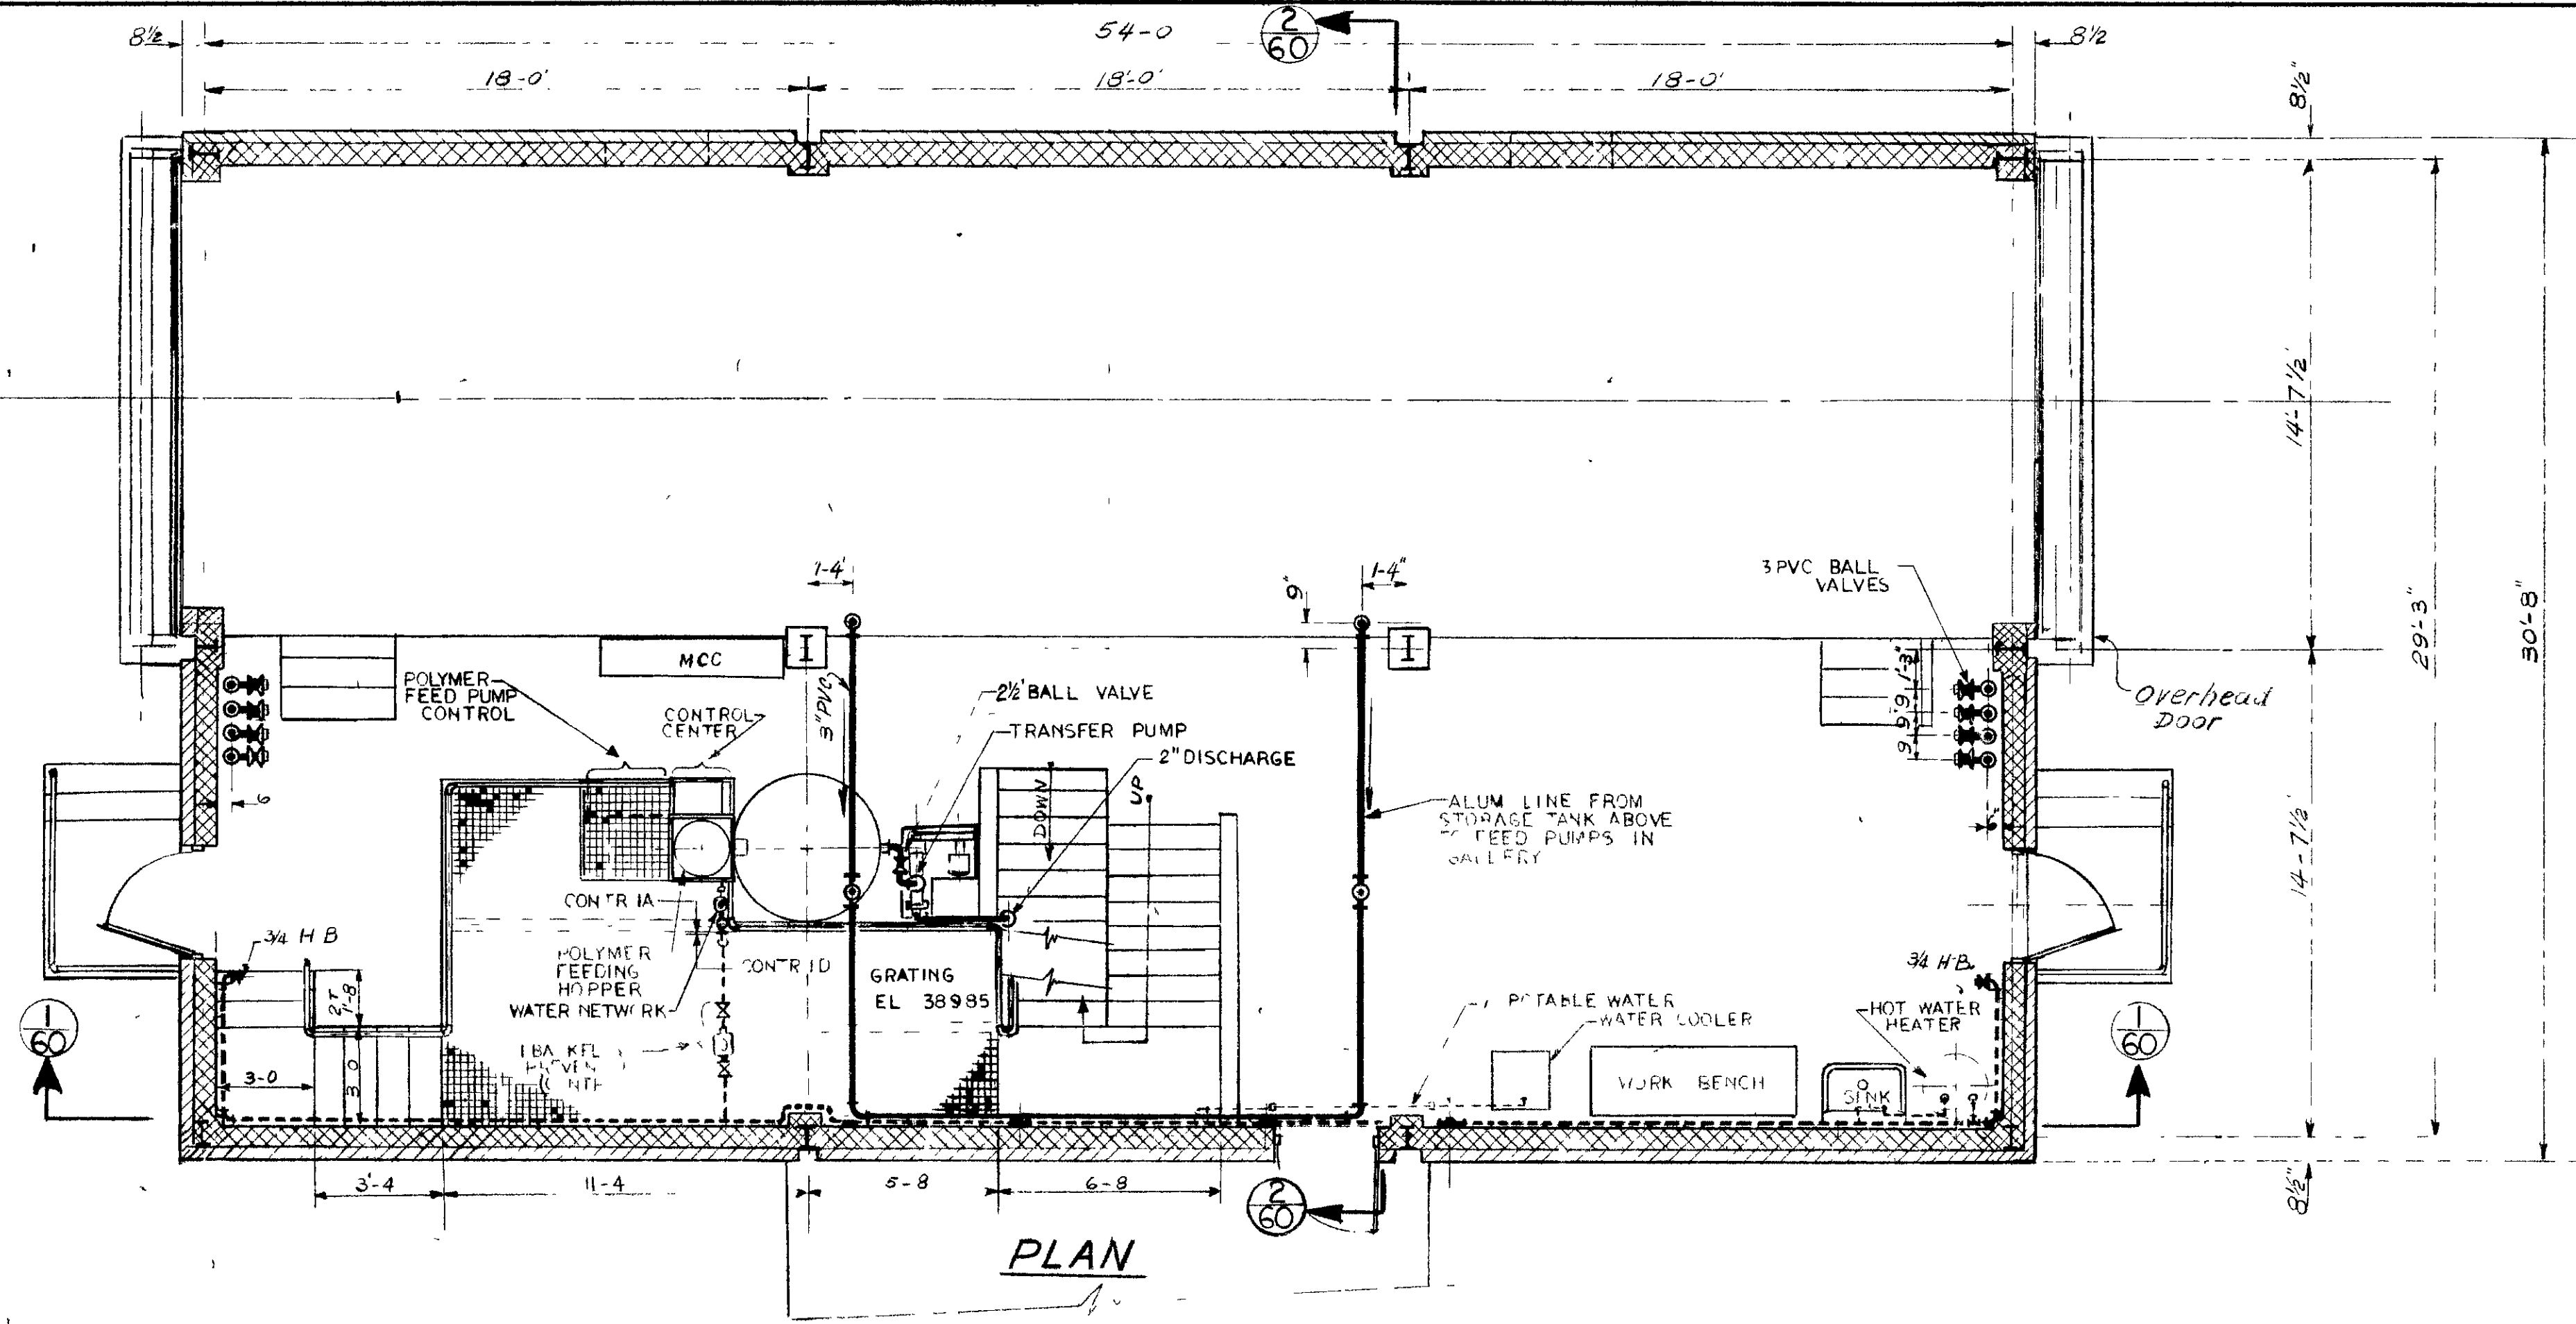 8½
54-0
2
60
8½
18-0'
18'-0'
18-0'
8½"
14'-7½'
29'-3"
30'-8"
1-4'
9"
1-4"
3 PVC BALL
VALVES
MCC
POLYMER
FEED PUMP
CONTROL
CONTROL
CENTER
3" PVC
2½' BALL VALVE
TRANSFER PUMP
2" DISCHARGE
1'-3"
9"
9"
9
Overhead
Door
6
DOWN
UP
ALUM LINE FROM
STORAGE TANK ABOVE
FEED PUMPS IN
6"
14-7½'
CONTR 1A
3/4 H B
POLYMER
FEEDING
HOPPER
WATER NETWORK
CONTR 1D
GRATING
EL 38985
3/4 H.B.
2T
1'-8
POTABLE WATER
WATER COOLER
HOT WATER
HEATER
1
60
1
60
3-0
3 0
WORK BENCH
SINK
3'-4
11-4
5-8
6-8
2
60
8½"
PLAN